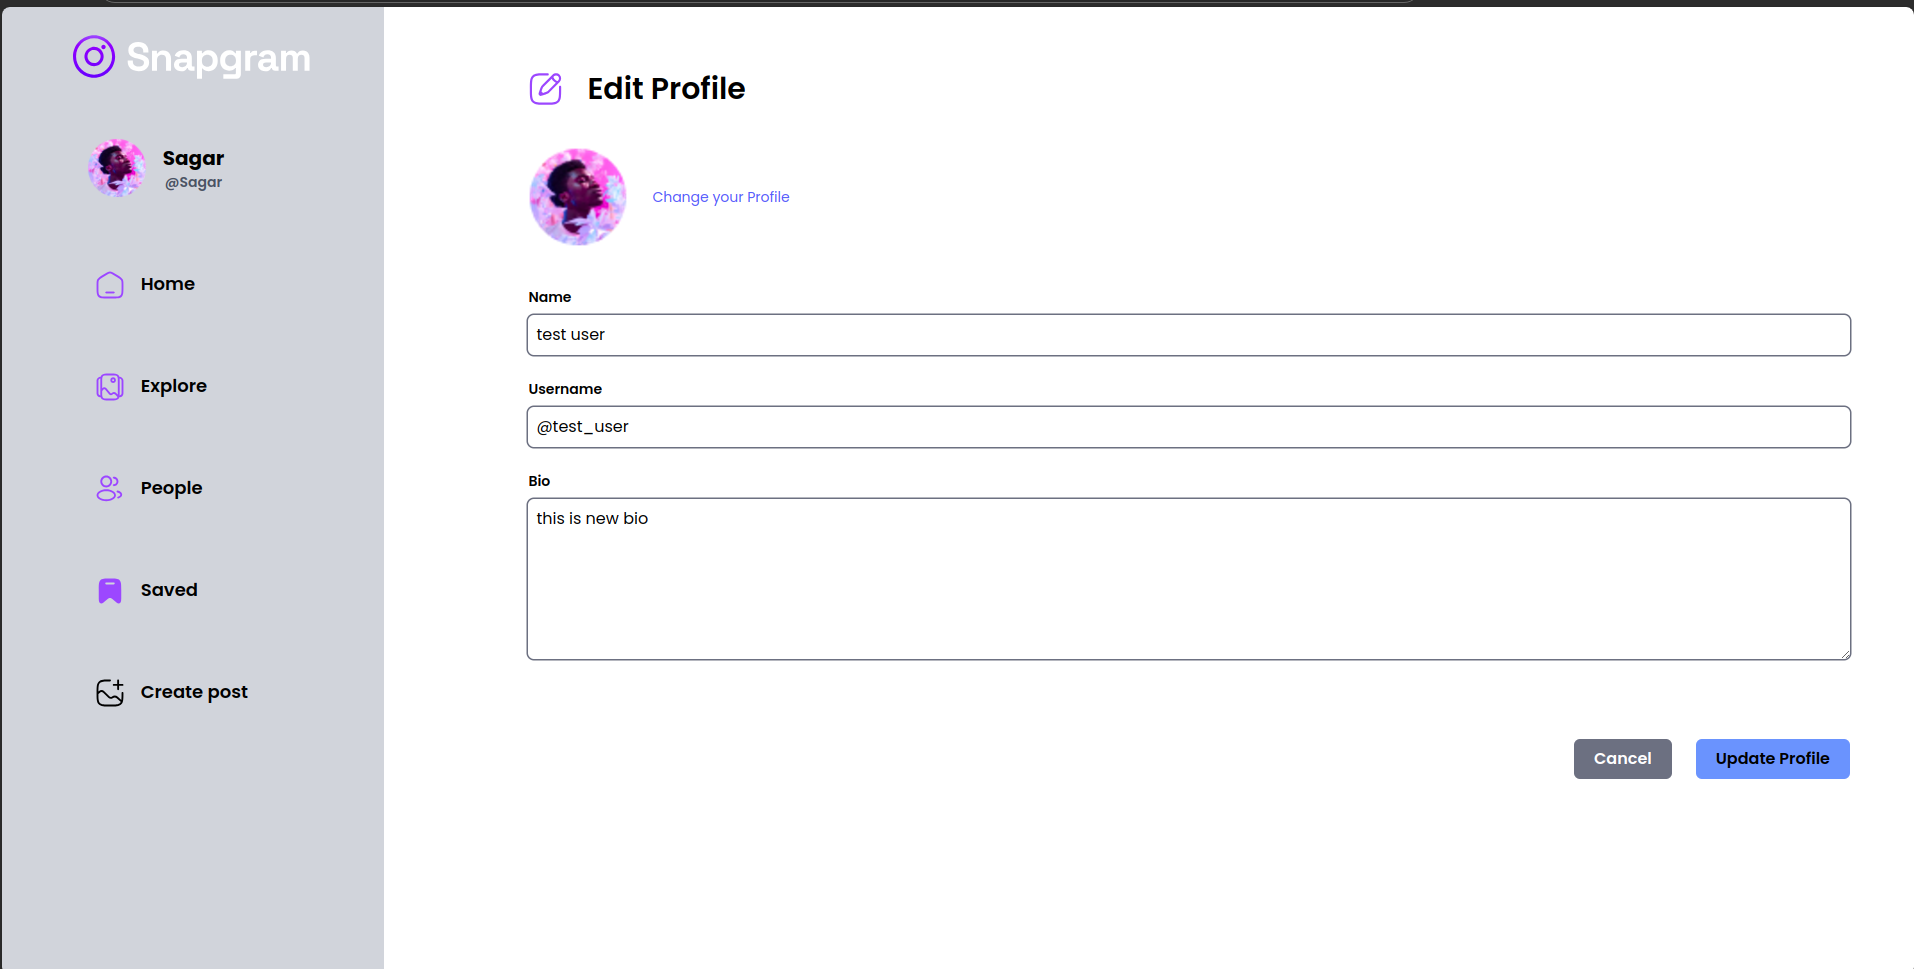 Snapgram
Sagar
@Sagar
Home
Explore
People
Saved
Create post
Edit Profile
Change your Profile
Name
test user
Username
@test_user
Bio
this is new bio
Cancel
Update Profile